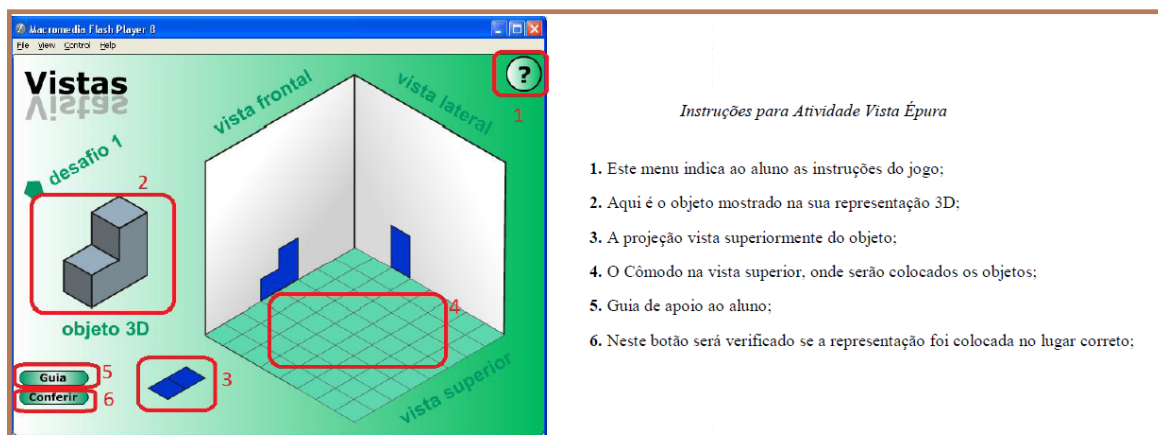 Macromedia Flash Player 8
File View Control Help
Vistas
Vistas
desafio 1
2
objeto 3D
Guia
5
Conferir
6
3
vista frontal
vista lateral
?
1
4
vista superior
Instruções para Atividade Vista Épura
1. Este menu indica ao aluno as instruções do jogo;
2. Aqui é o objeto mostrado na sua representação 3D;
3. A projeção vista superiormente do objeto;
4. O Cômodo na vista superior, onde serão colocados os objetos;
5. Guia de apoio ao aluno;
6. Neste botão será verificado se a representação foi colocada no lugar correto;